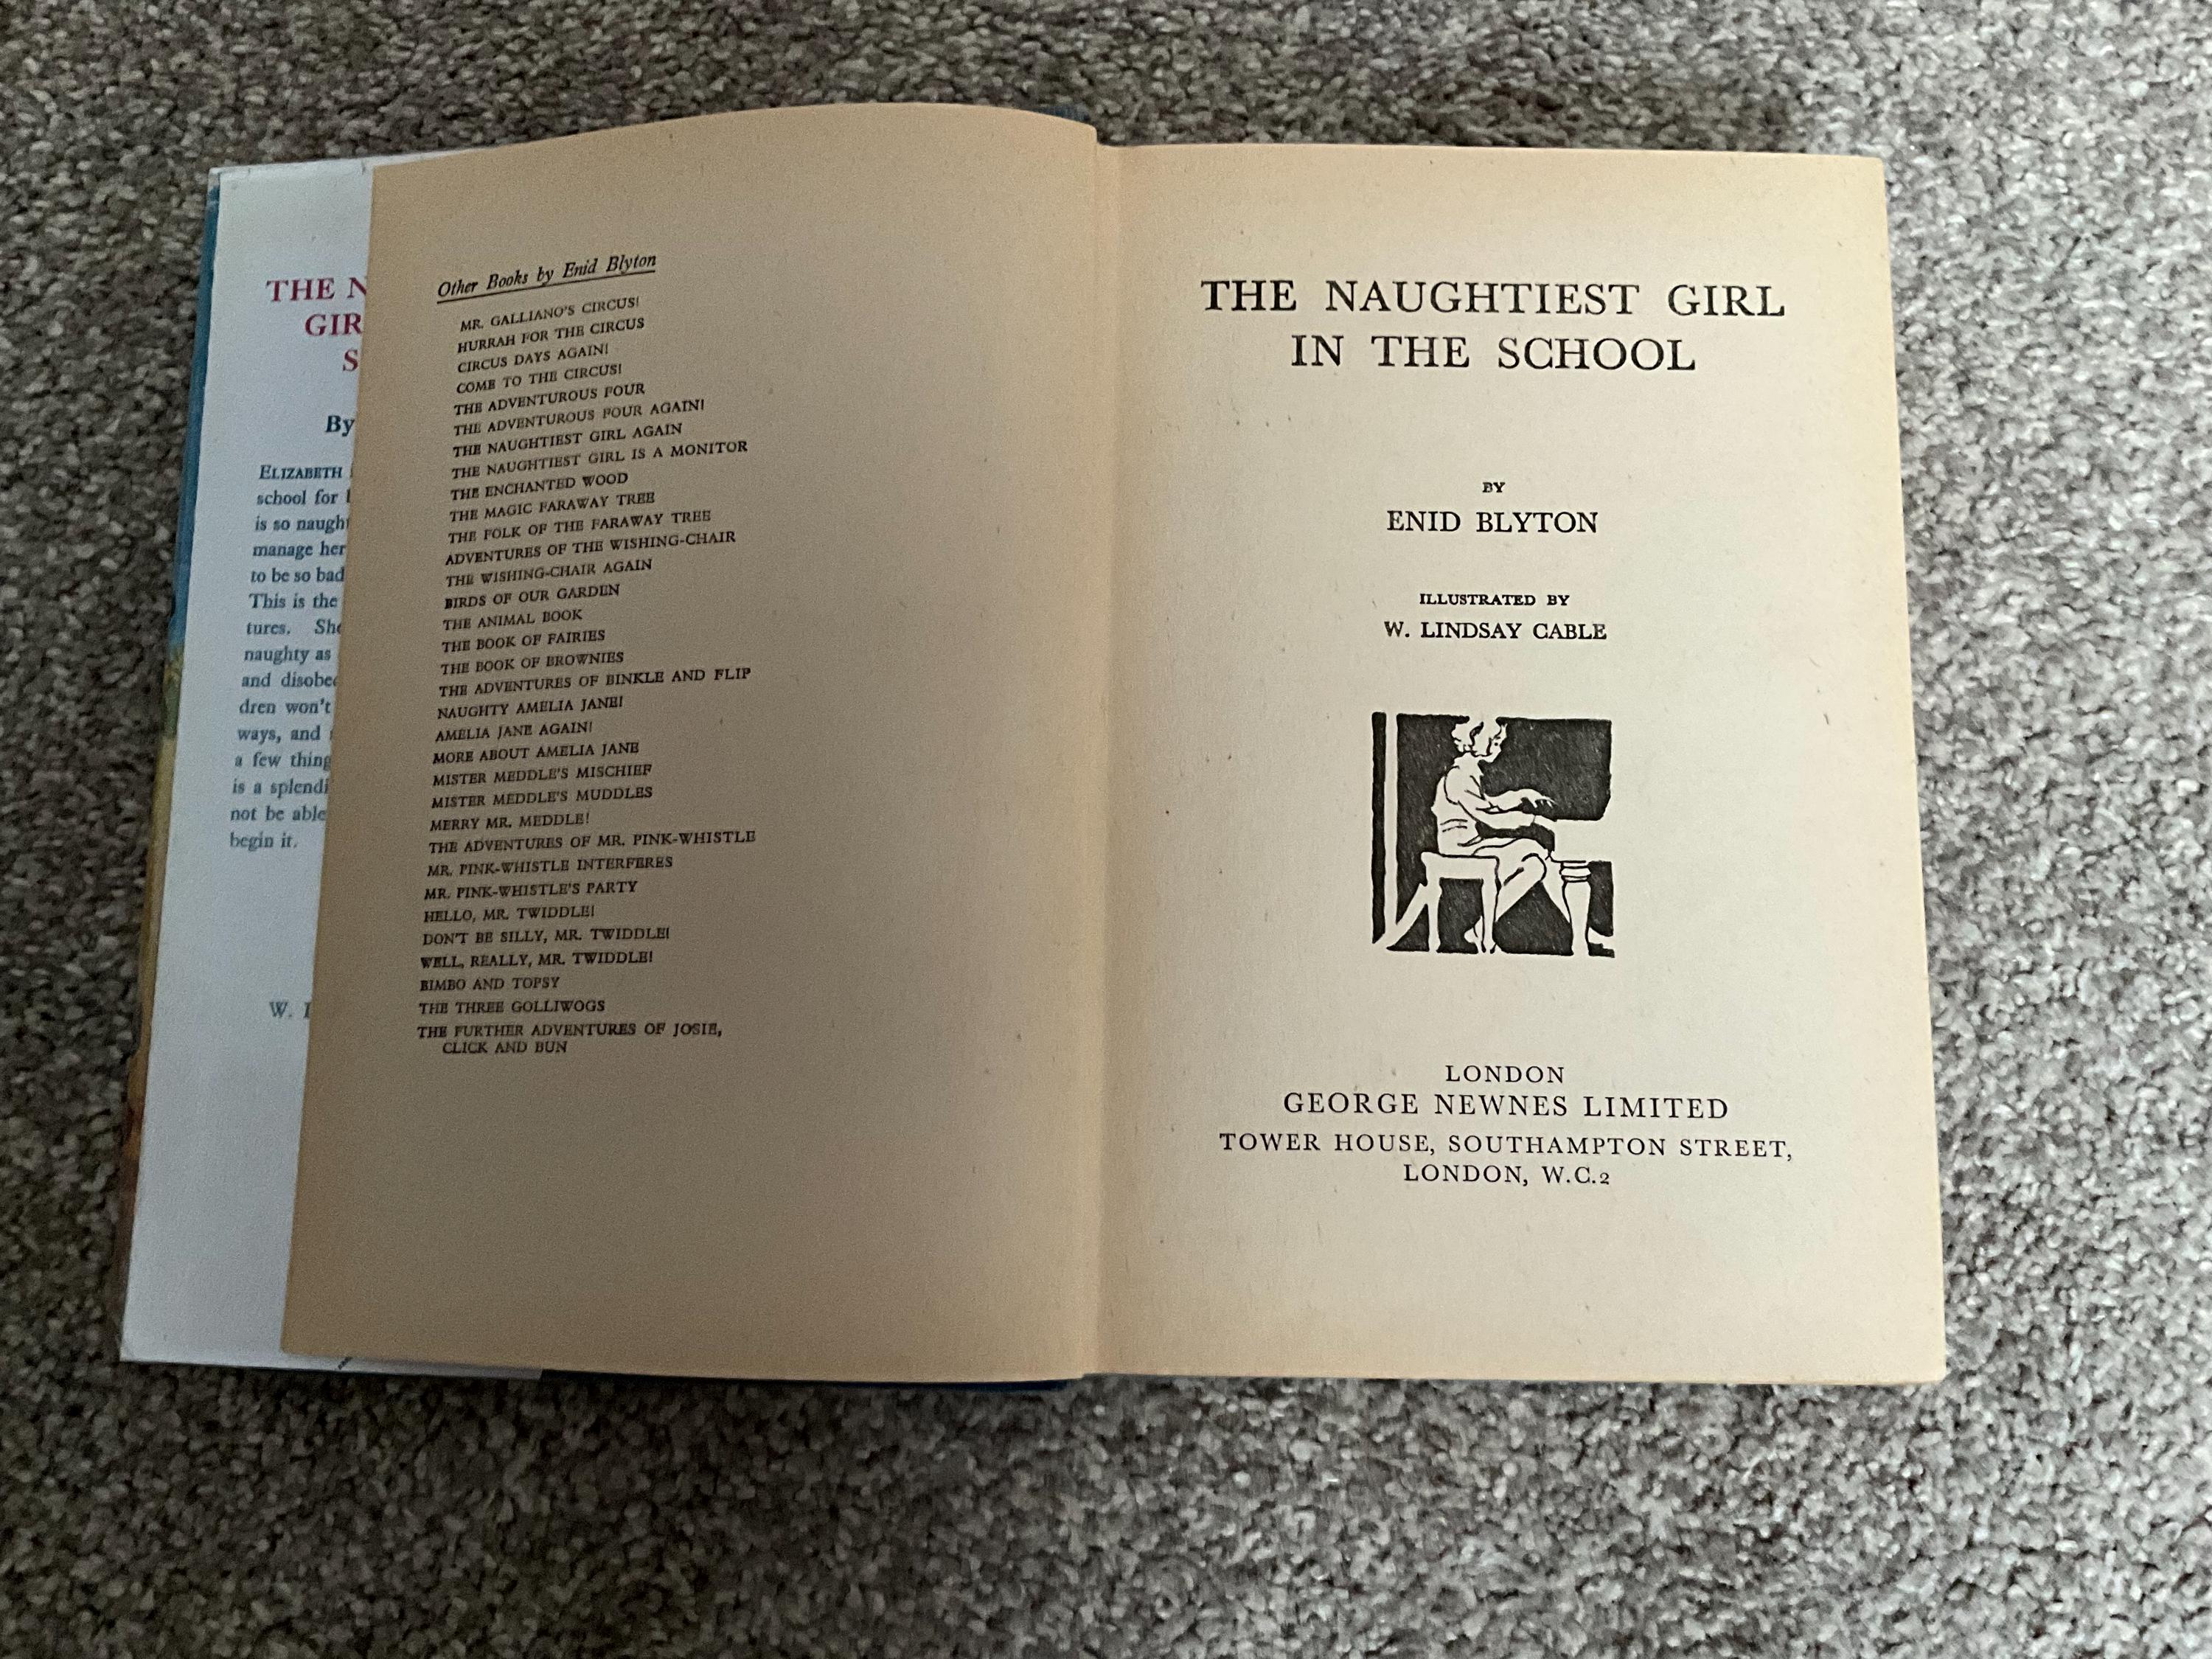 THE
GIR
S
By
ELIZABETH
school for
is so
manage her
to be so bad
This is the
tures. She
naughty as
and
dren won't
ways, and
a few
is a
not be able
begin it.
W.
Other Books by Enid Blyton
MR. GALLIANO'S CIRCUS!
HURRAH FOR THE CIRCUS
CIRCUS DAYS AGAIN!
COME TO THE CIRCUS!
THE ADVENTUROUS FOUR
THE ADVENTUROUS FOUR AGAIN!
THE NAUGHTIEST GIRL AGAIN
THE NAUGHTIEST GIRL IS A MONITOR
THE ENCHANTED WOOD
THE MAGIC FARAWAY TREE
THE FOLK OF THE FARAWAY TREE
ADVENTURES OF THE WISHING-CHAIR
THE WISHING-CHAIR AGAIN
BIRDS OF OUR GARDEN
THE ANIMAL BOOK
THE BOOK OF FAIRIES
THE BOOK OF BROWNIES
THE ADVENTURES OF BINKLE AND FLIP
NAUGHTY AMELIA JANE!
AMELIA JANE AGAIN!
MORE ABOUT AMELIA JANE
MISTER MEDDLE'S MISCHIEF
MISTER MEDDLE'S MUDDLES
MERRY MR. MEDDLE!
THE ADVENTURES OF MR. PINK-WHISTLE
MR. PINK-WHISTLE INTERFERES
MR. PINK-WHISTLE'S PARTY
HELLO, MR. TWIDDLE!
DON'T BE SILLY, MR. TWIDDLE!
WELL, REALLY, MR. TWIDDLE!
BIMBO AND TOPSY
THE THREE GOLLIWOGS
THE FURTHER ADVENTURES OF JOSIE,
CLICK AND BUN
THE NAUGHTIEST GIRL
IN THE SCHOOL
BY
ENID BLYTON
ILLUSTRATED BY
W. LINDSAY CABLE
LONDON
GEORGE NEWNES LIMITED
TOWER HOUSE, SOUTHAMPTON STREET,
LONDON, W.C.2